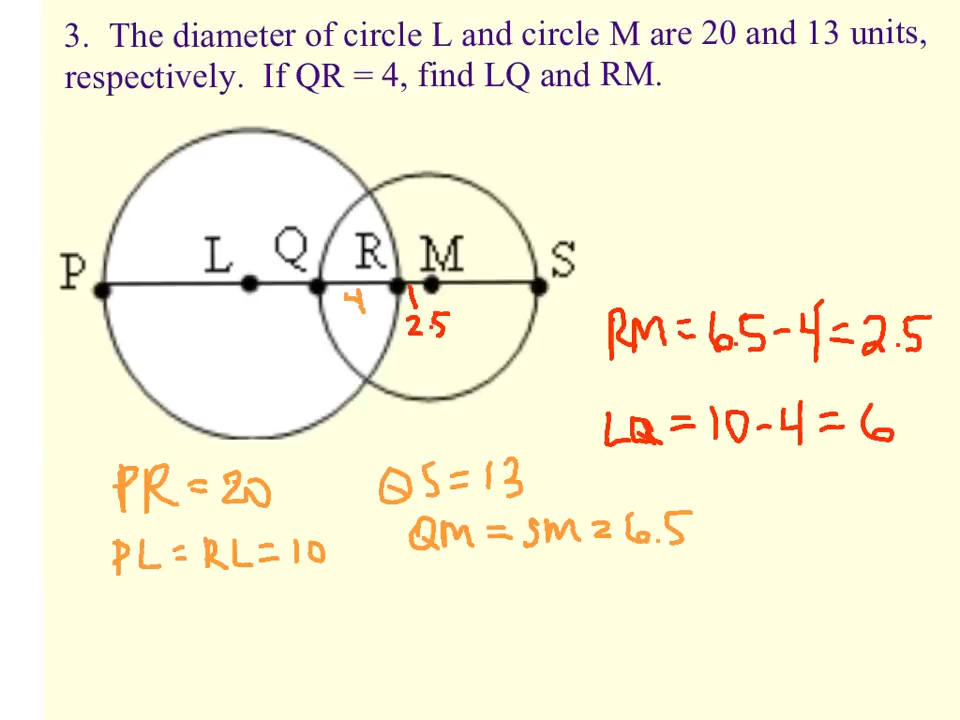 3. The diameter of circle L and circle M are 20 and 13 units,
respectively. If QR = 4, find LQ and RM.
P L Q R M S
4
2.5
RM = 6.5 - 4 = 2.5
LQ = 10 - 4 = 6
PR = 20
QS = 13
PL = RL = 10
QM = SM = 6.5